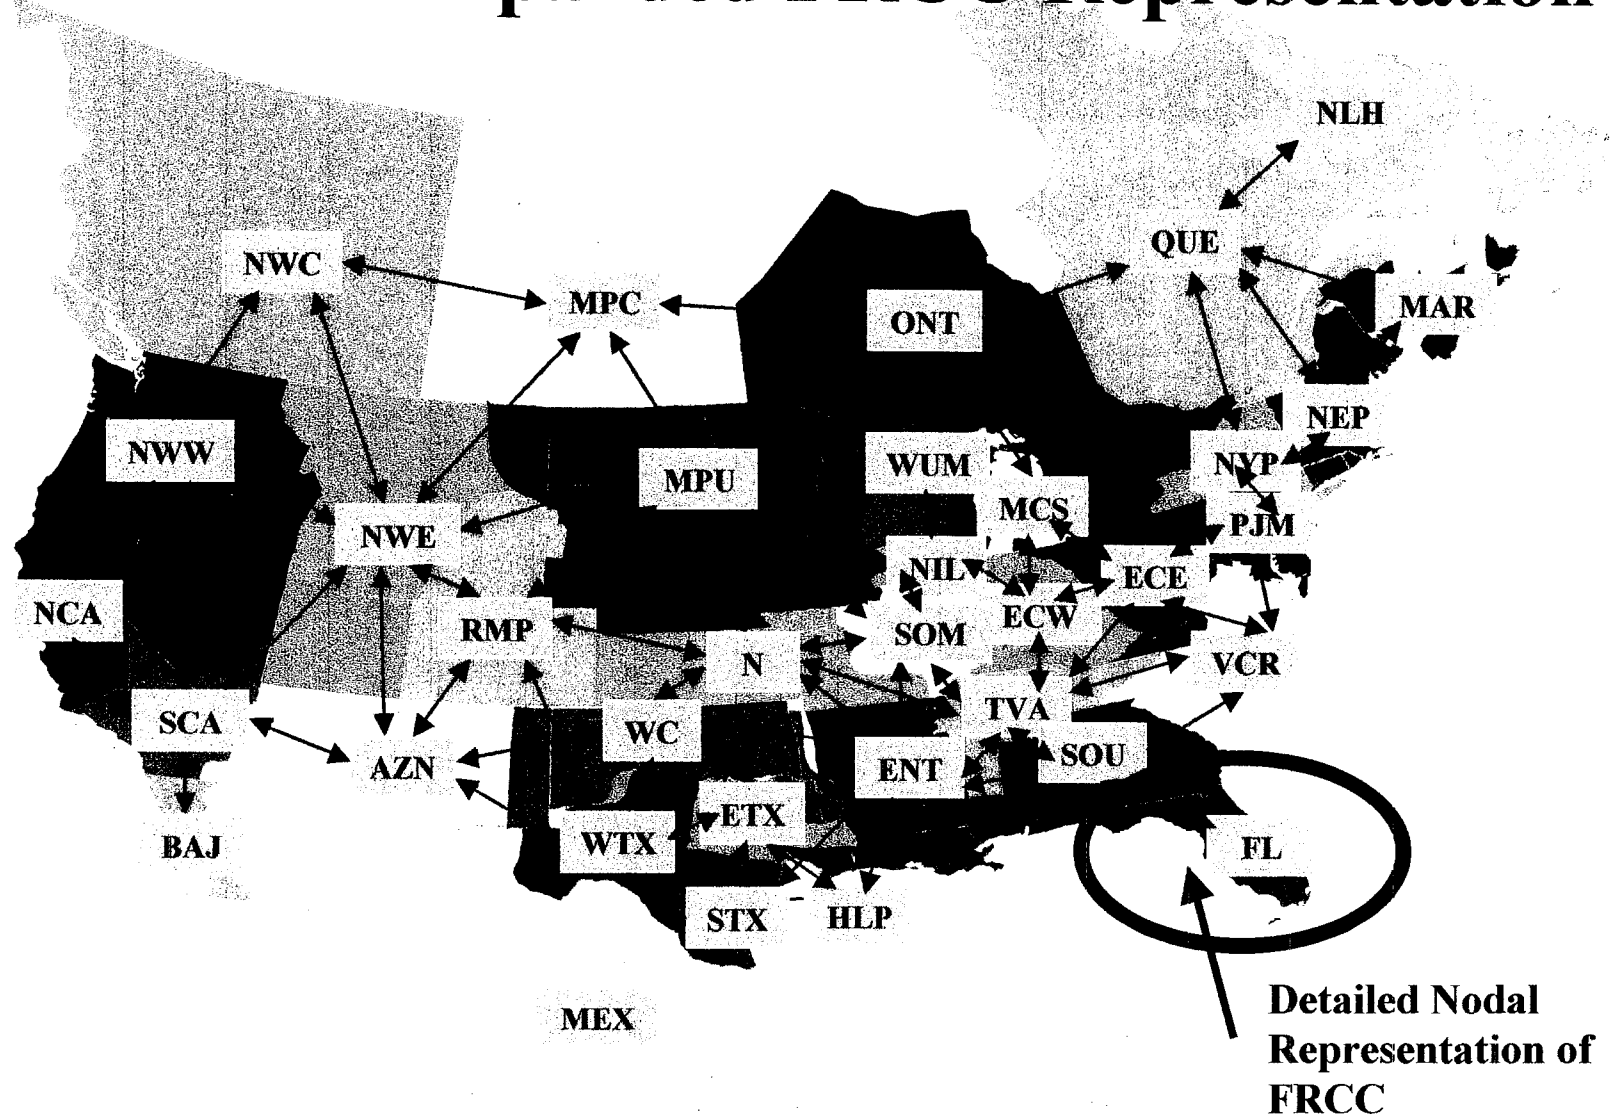 Representation
NLH
QUE
NWC
MPC
MAR
ONT
NEP
NWW
WUM
NYP
MPU
MCS
PJM
NWE
NIL
ECE
NCA
RMP
SOM
ECW
N
VCR
SCA
WC
TVA
AZN
ENT
SOU
BAJ
WTX
ETX
FL
STX
HLP
MEX
Detailed Nodal
Representation of
FRCC